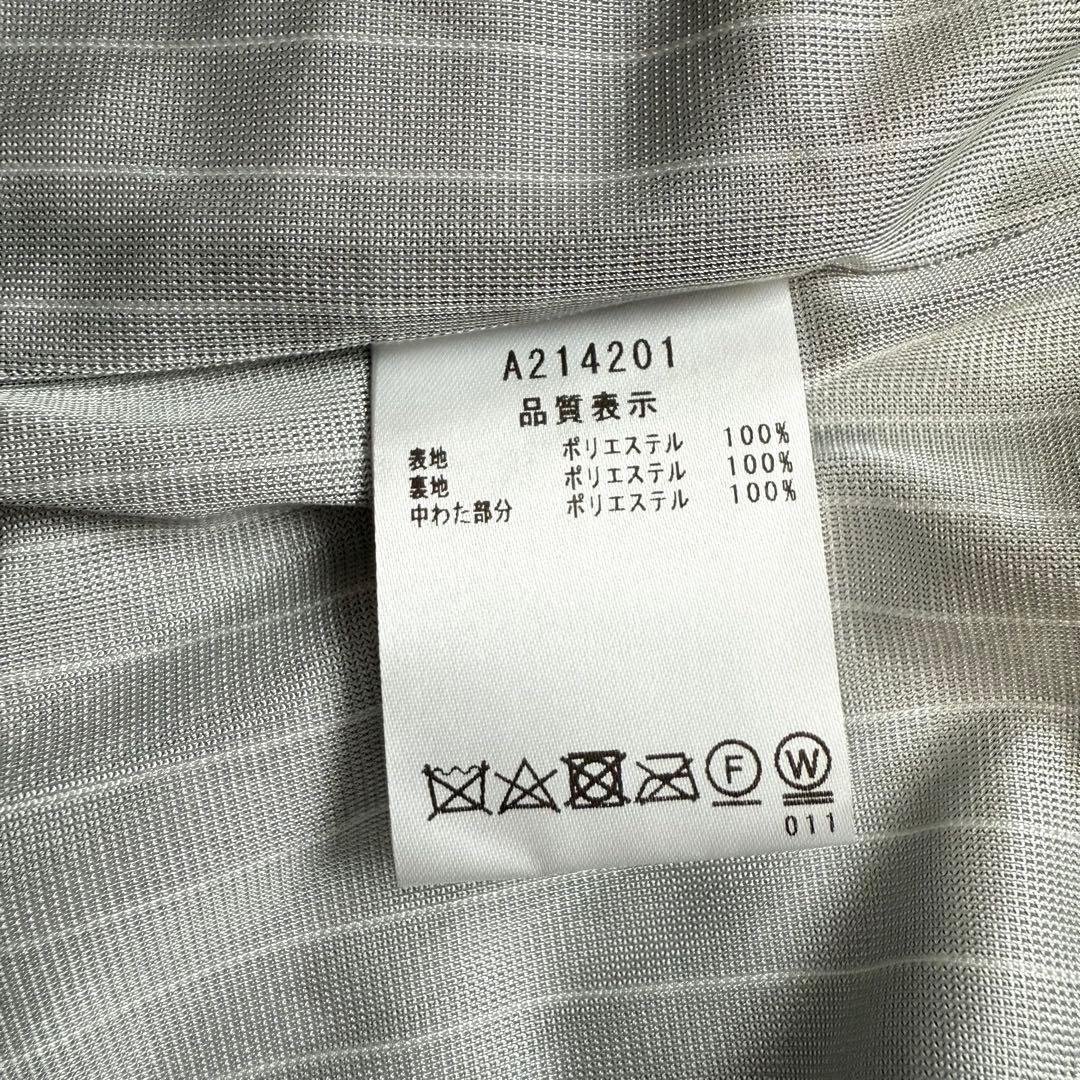 A214201
品質表示
表地 ポリエステル 100%
裏地 ポリエステル 100%
中わた部分 ポリエステル 100%
F W
011